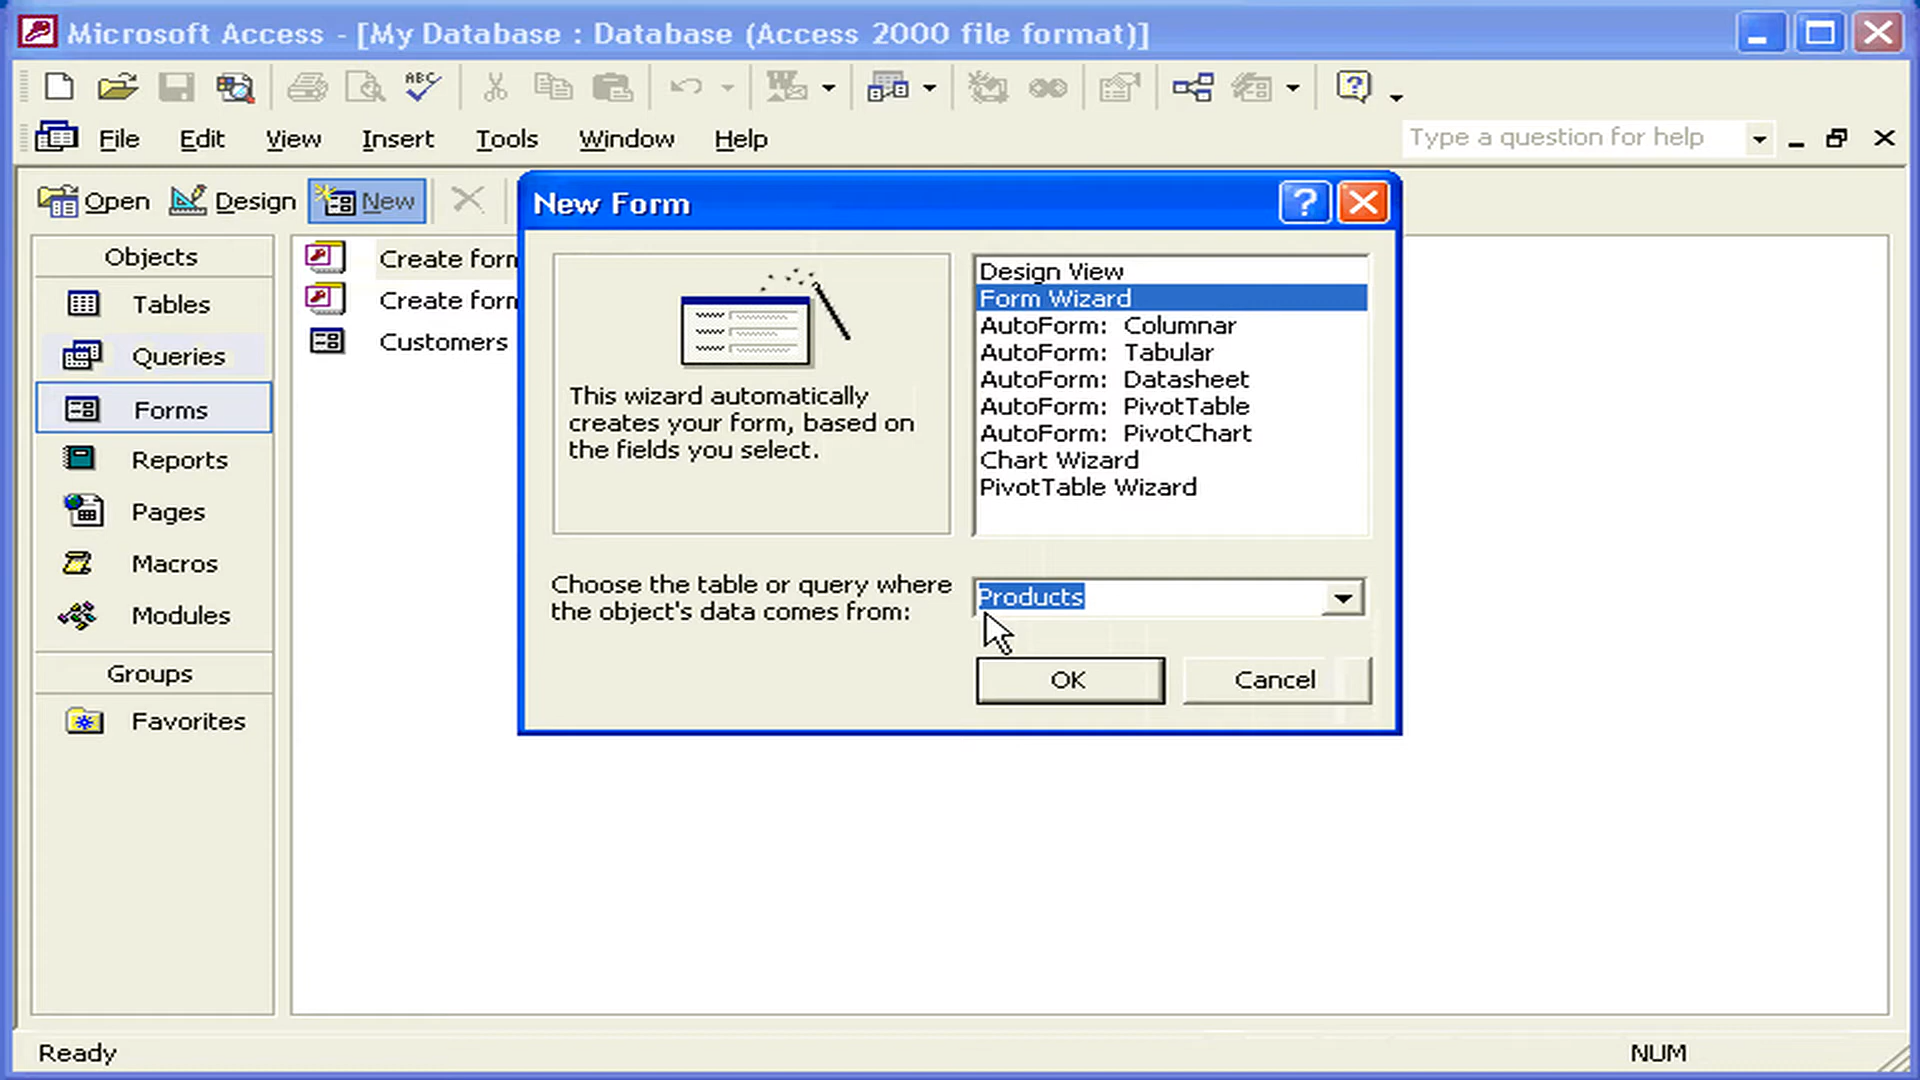 Microsoft Access - [My Database : Database (Access 2000 file format)]
ABC
File Edit View Insert Tools Window Help
Type a question for help
Open Design New
New Form
Objects
Tables
Queries
Forms
Reports
Pages
Macros
Modules
Groups
Favorites
Create form
Create form
Customers
This wizard automatically
creates your form, based on
the fields you select.
Design View
Form Wizard
AutoForm: Columnar
AutoForm: Tabular
AutoForm: Datasheet
AutoForm: PivotTable
AutoForm: PivotChart
Chart Wizard
PivotTable Wizard
Choose the table or query where
the object's data comes from:
Products
OK Cancel
Ready NUM